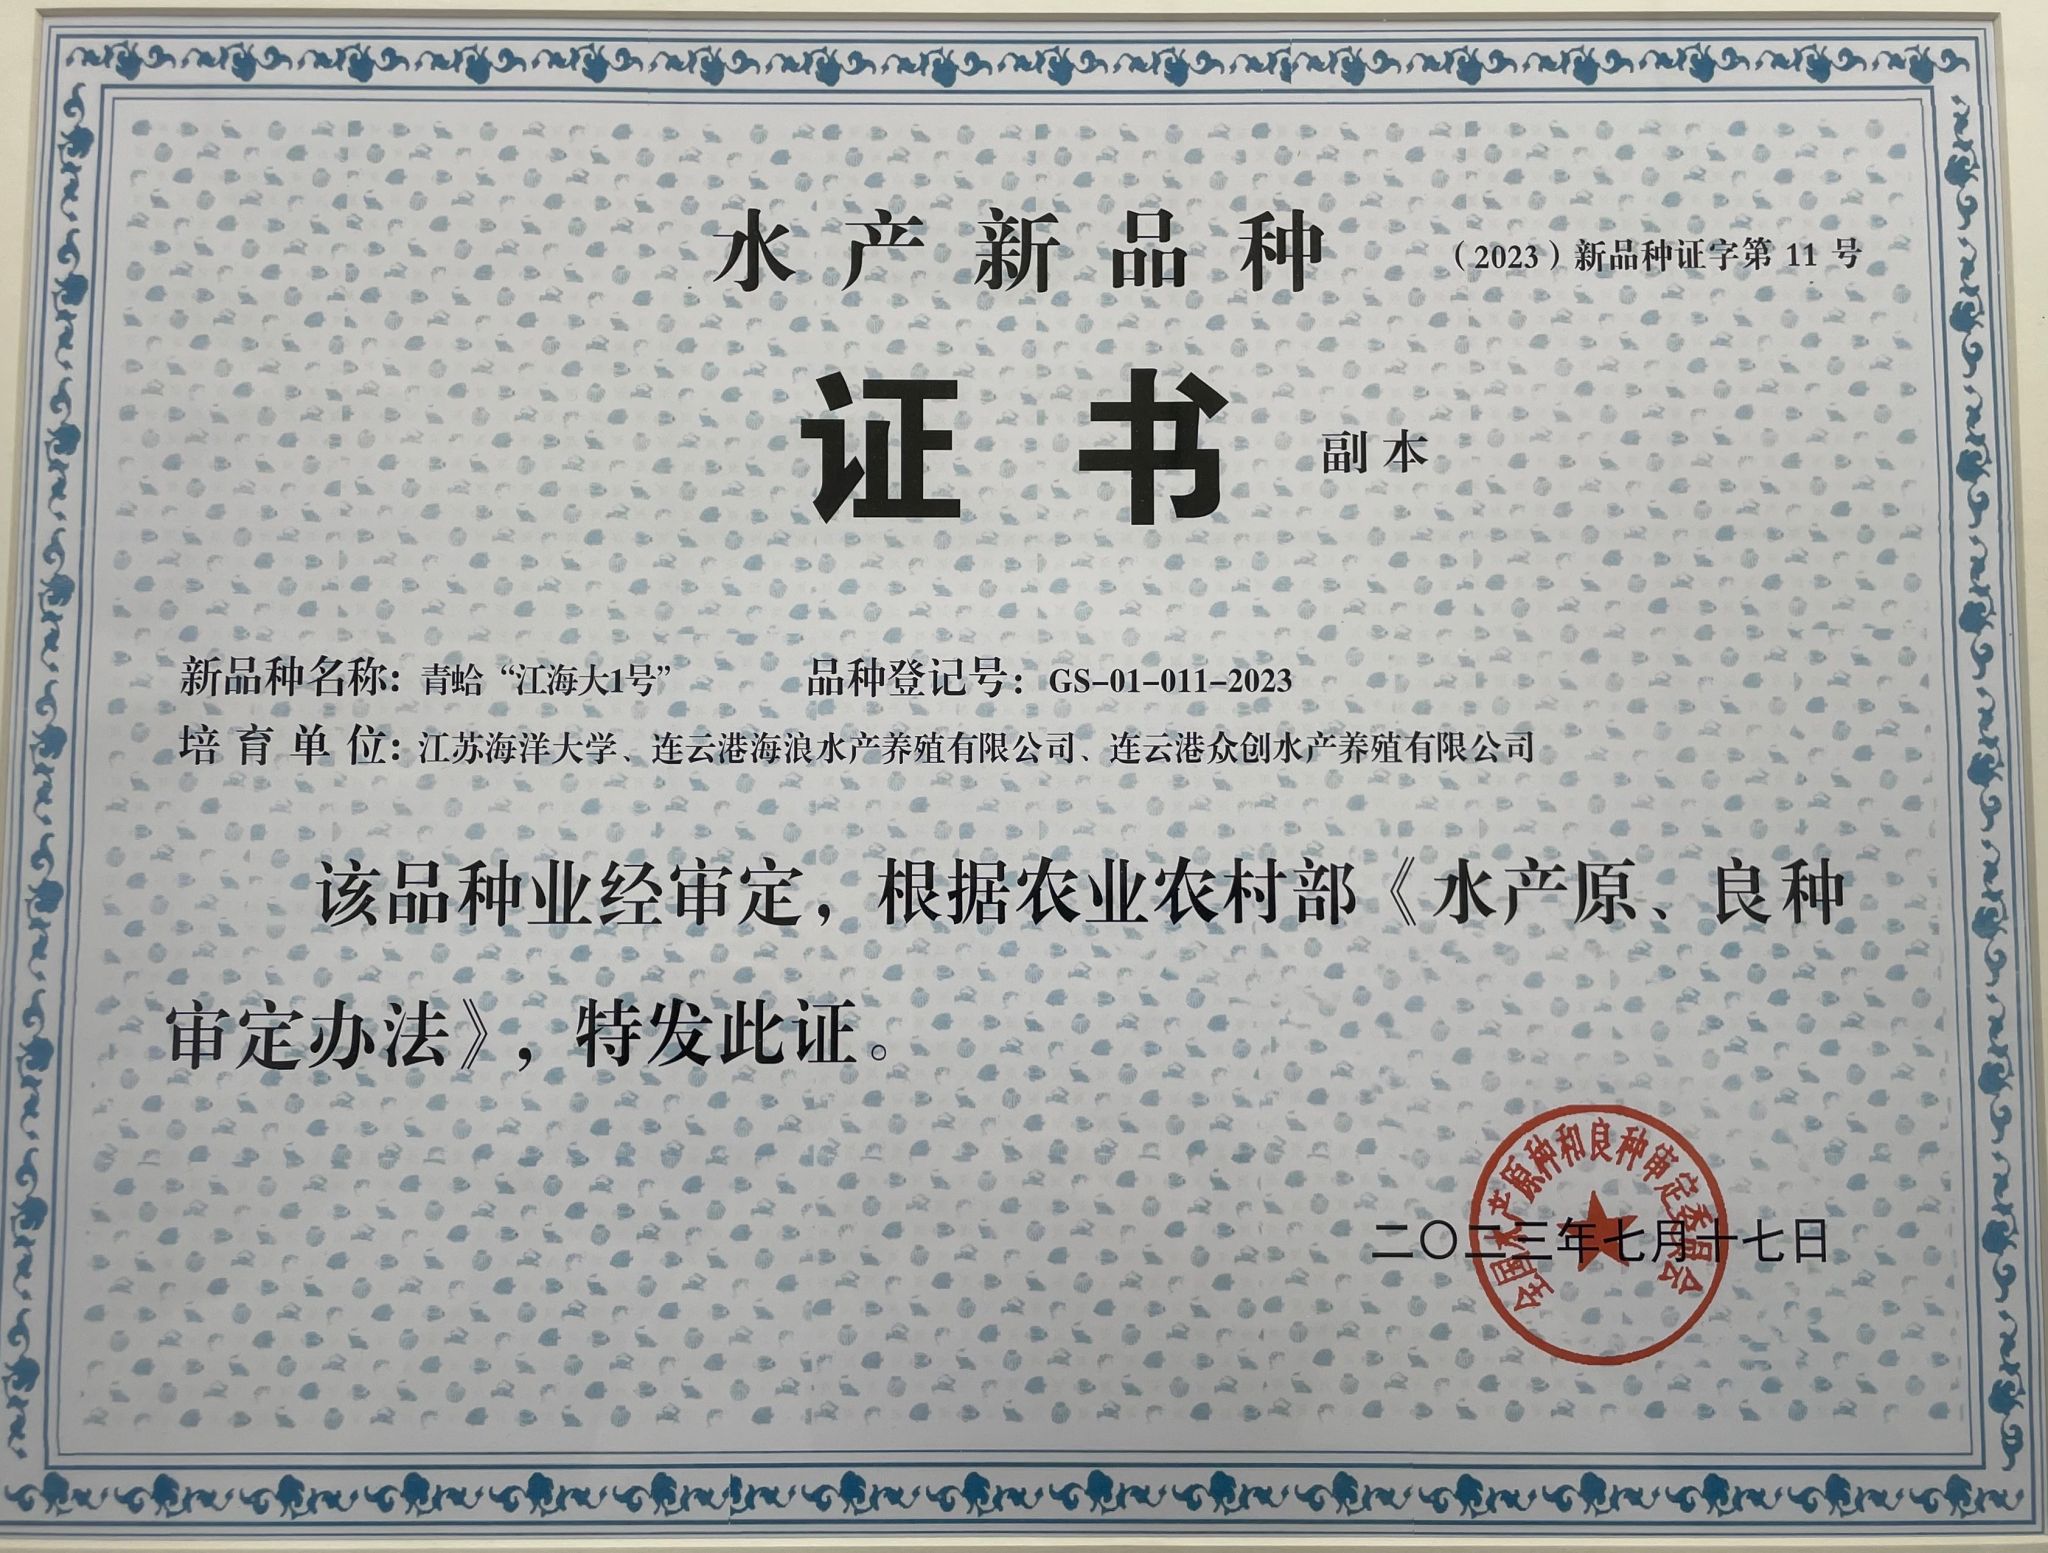 水产新品种
（2023）新品种证字第 11 号
证书
副本
新品种名称：青蛤“江海大1号” 品种登记号：GS-01-011-2023
培育单位：江苏海洋大学、连云港海浪水产养殖有限公司、连云港众创水产养殖有限公司
该品种业经审定，根据农业农村部《水产原、良种
审定办法》，特发此证。
全国水产原种和良种审定委员会
二〇二三年七月十七日